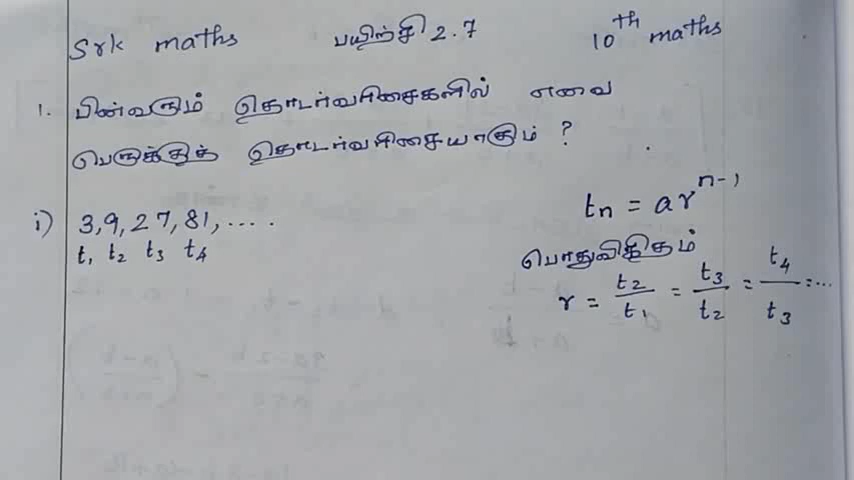 Srk maths பயிற்சி 2.7 10th maths
1. பின்வரும் தொடர்வரிசைகளில் எவை
பெருக்குத் தொடர்வரிசையாகும் ?
i) 3,9,27,81,....
t1 t2 t3 t4
tn = ar^n-1
பொதுவிகிதம்
r = t2/t1 = t3/t2 = t4/t3 =...